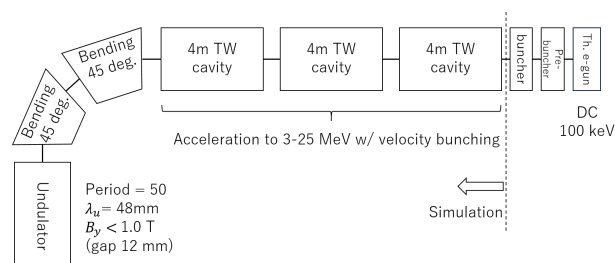 Bending
45 deg.
Bending
45 deg.
4m TW
cavity
4m TW
cavity
4m TW
cavity
buncher
Pre-
buncher
Th. e-gun
DC
100 keV
Acceleration to 3-25 MeV w/ velocity bunching
Simulation
Undulator
Period = 50
λu= 48mm
By < 1.0 T
(gap 12 mm)